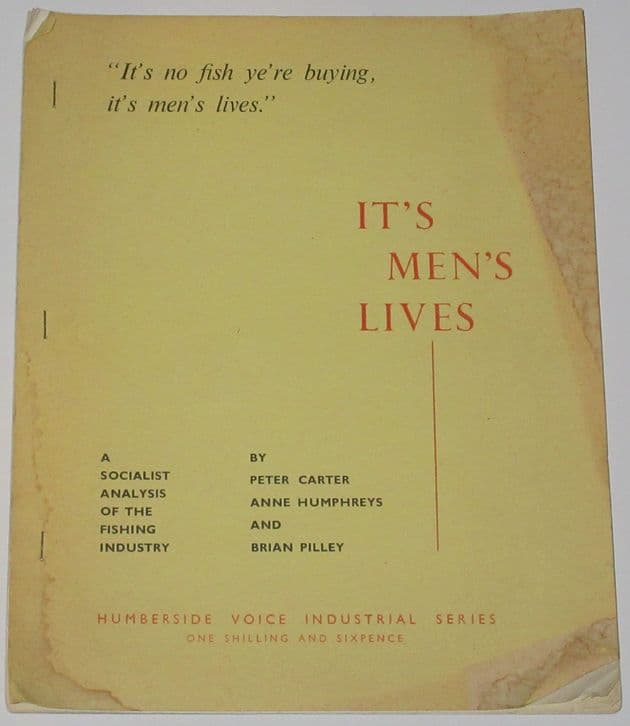 "It's no fish ye're buying,
it's men's lives."
IT'S
MEN'S
LIVES
A
SOCIALIST
ANALYSIS
OF THE
FISHING
INDUSTRY
BY
PETER CARTER
ANNE HUMPHREYS
AND
BRIAN PILLEY
HUMBERSIDE VOICE INDUSTRIAL SERIES
ONE SHILLING AND SIXPENCE